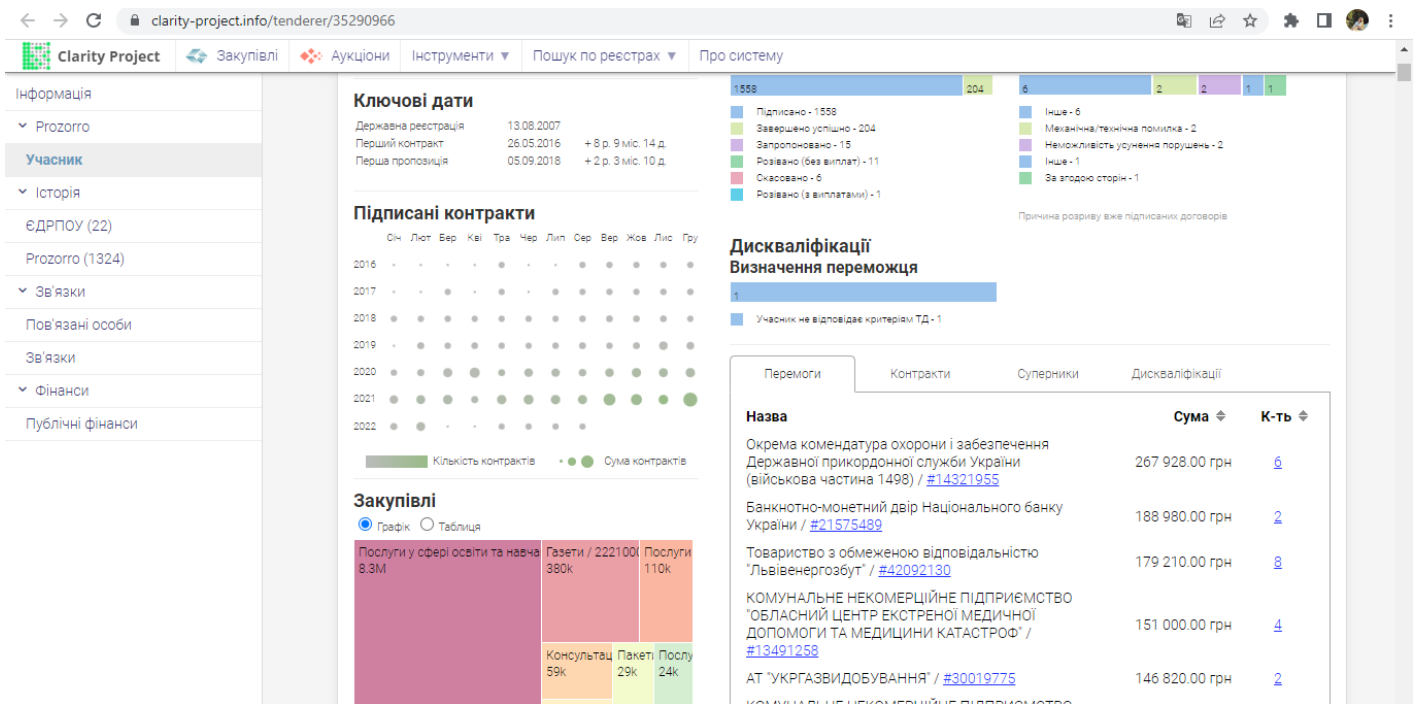 clarity-project.info/tenderer/35290966
Clarity Project Закупівлі Аукціони Інструменти ▼ Пошук по реєстрах ▼ Про систему
Інформація
Prozorro
Учасник
Історія
ЄДРПОУ (22)
Prozorro (1324)
Зв'язки
Пов'язані особи
Зв'язки
Фінанси
Публічні фінанси
Ключові дати
Державна реєстрація 13.08.2007
Перший контракт 26.05.2016 + 8 р. 9 міс. 14 д.
Перша пропозиція 05.09.2018 + 2 р. 3 міс. 10 д.
Підписані контракти
Січ Лют Бер Кві Тра Чер Лип Сер Вер Жов Лис Гру
2016
2017
2018
2019
2020
2021
2022
Кількість контрактів Сума контрактів
Закупівлі
Графік Таблиця
Послуги у сфері освіти та навча
8.3M
Газети / 2221000
380k
Послуги
110k
Консультац
59k
Пакеті
29k
Послу
24k
1558 204
Підписано - 1558
Завершено успішно - 204
Запропоновано - 15
Розівано (без виплат) - 11
Скасовано - 6
Розівано (з виплатами) - 1
6 2 2 1 1
Інше - 6
Механічна/технічна помилка - 2
Неможливість усунення порушень - 2
Інше - 1
За згодою сторін - 1
Причина розриву вже підписаних договорів
Дискваліфікації
Визначення переможця
1
Учасник не відповідає критеріям ТД - 1
Перемоги Контракти Суперники Дискваліфікації
Назва Сума К-ть
Окрема комендатура охорони і забезпечення
Державної прикордонної служби України
(військова частина 1498) / #14321955
267 928.00 грн 6
Банкнотно-монетний двір Національного банку
України / #21575489
188 980.00 грн 2
Товариство з обмеженою відповідальністю
"Львівенергозбут" / #42092130
179 210.00 грн 8
КОМУНАЛЬНЕ НЕКОМЕРЦІЙНЕ ПІДПРИЄМСТВО
"ОБЛАСНИЙ ЦЕНТР ЕКСТРЕНОЇ МЕДИЧНОЇ
ДОПОМОГИ ТА МЕДИЦИНИ КАТАСТРОФ" /
#13491258
151 000.00 грн 4
АТ "УКРГАЗВИДОБУВАННЯ" / #30019775 146 820.00 грн 2
КОМУНАЛЬНЕ НЕКОМЕРЦІЙНЕ ПІДПРИЄМСТВО